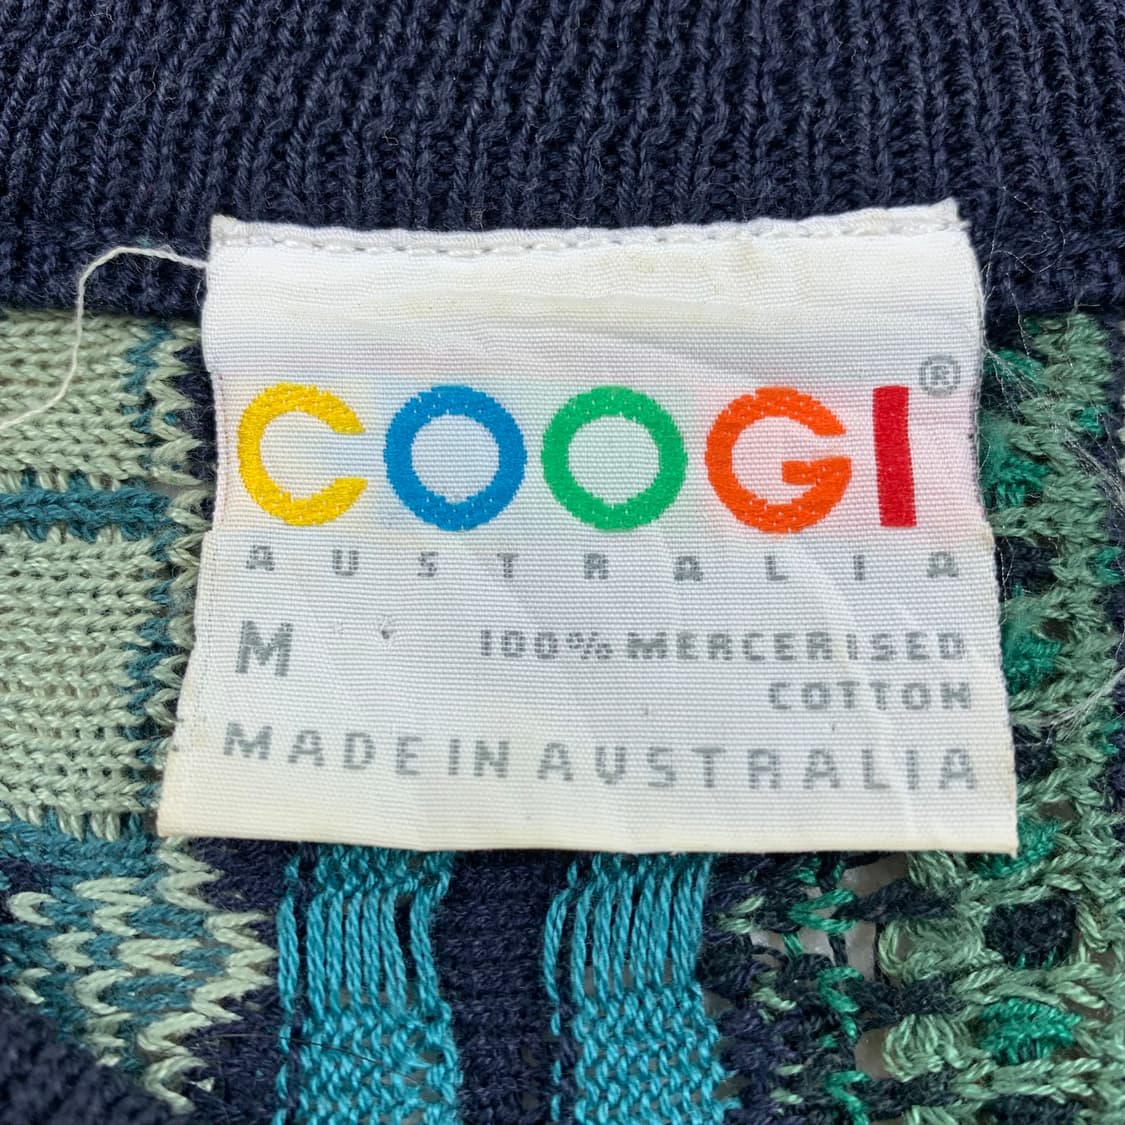 COOGI®
AUSTRALIA
M 100% MERCERISED
COTTON
MADE IN AUSTRALIA